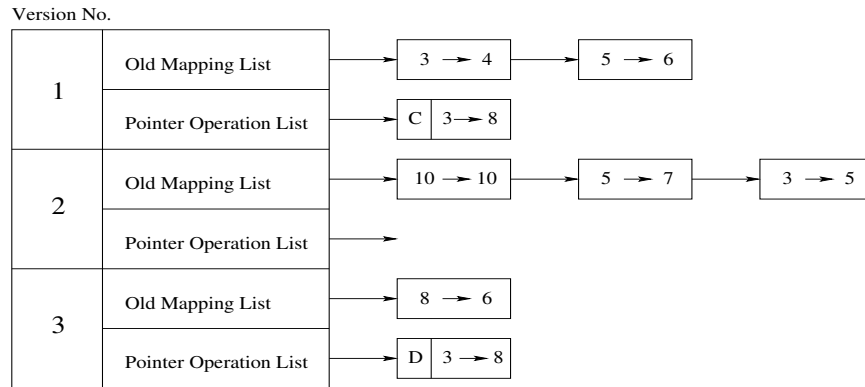 Version No.
1
Old Mapping List
3 → 4
5 → 6
Pointer Operation List
C 3 → 8
2
Old Mapping List
10 → 10
5 → 7
3 → 5
Pointer Operation List
3
Old Mapping List
8 → 6
Pointer Operation List
D 3 → 8